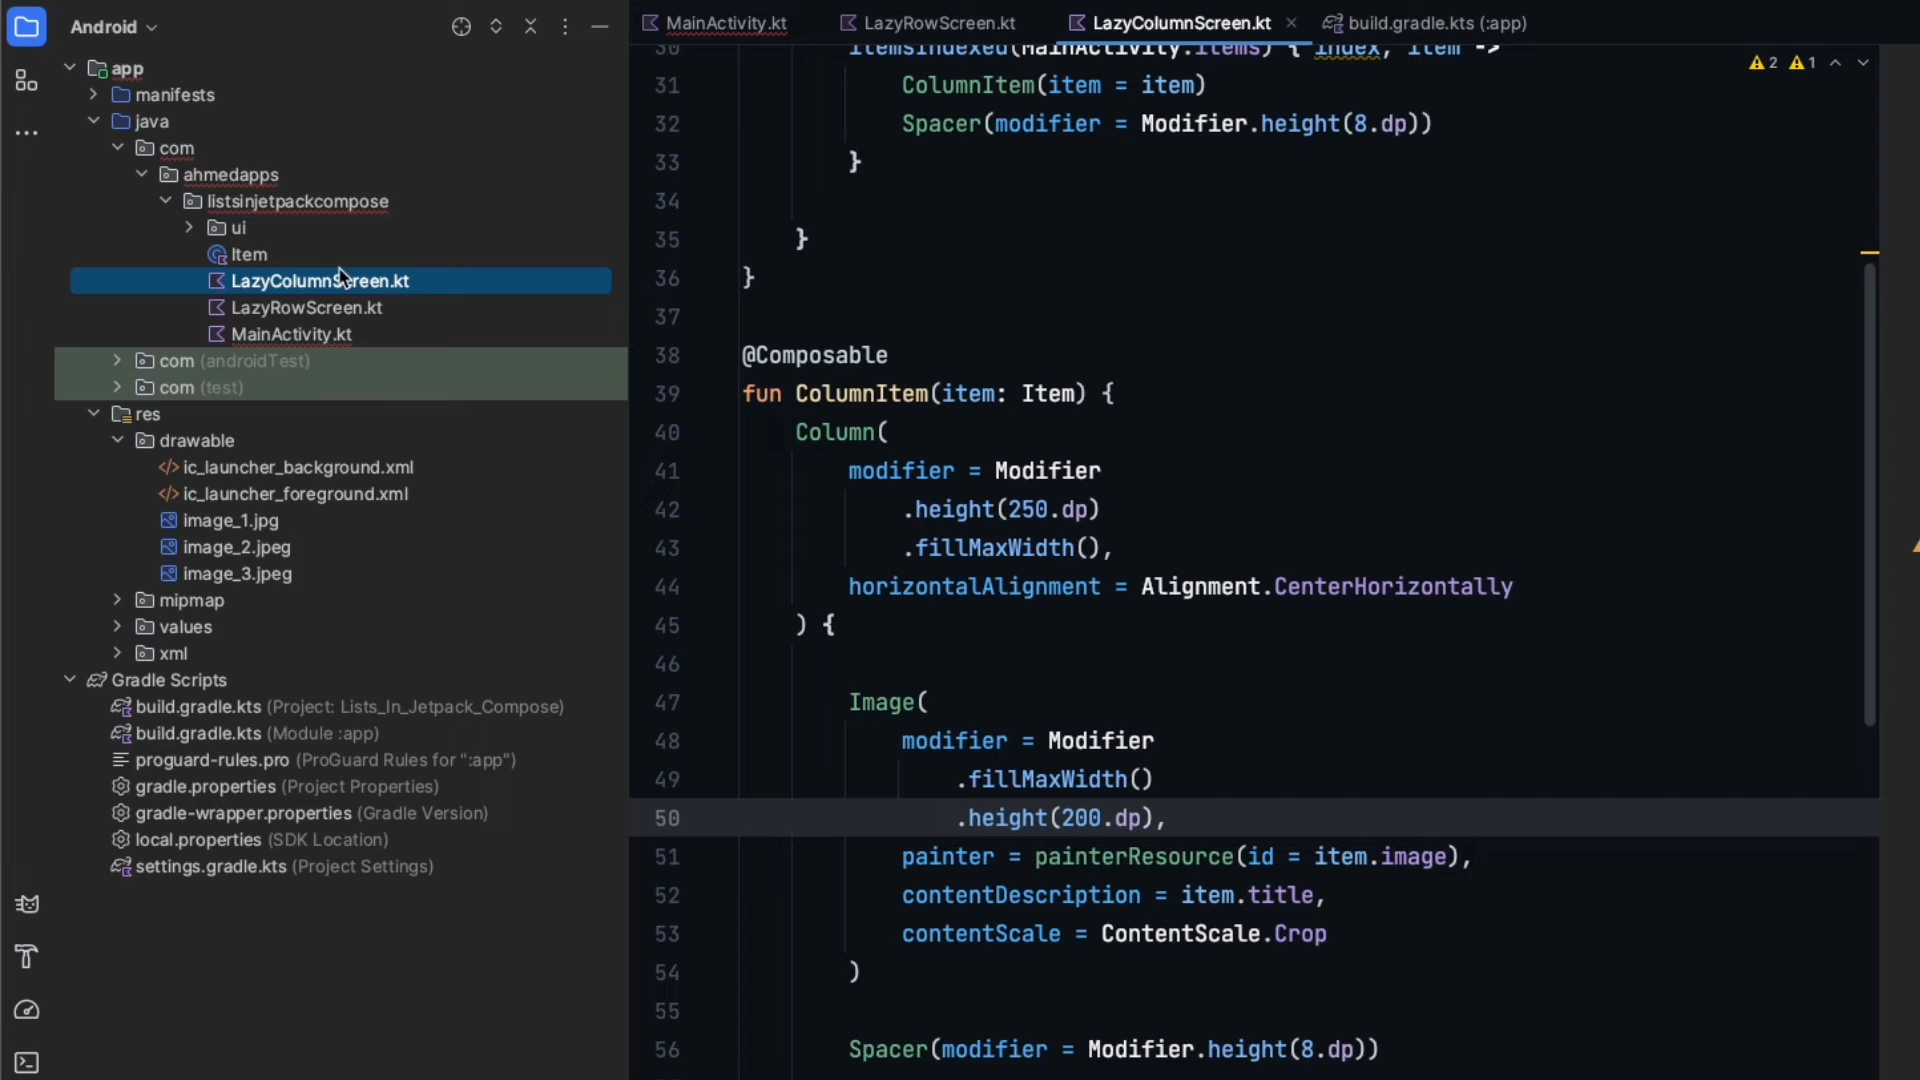 Android
app
manifests
java
com
ahmedapps
listsinjetpackcompose
ui
Item
LazyColumnScreen.kt
LazyRowScreen.kt
MainActivity.kt
com (androidTest)
com (test)
res
drawable
ic_launcher_background.xml
ic_launcher_foreground.xml
image_1.jpg
image_2.jpeg
image_3.jpeg
mipmap
values
xml
Gradle Scripts
build.gradle.kts (Project: Lists_In_Jetpack_Compose)
build.gradle.kts (Module :app)
proguard-rules.pro (ProGuard Rules for ":app")
gradle.properties (Project Properties)
gradle-wrapper.properties (Gradle Version)
local.properties (SDK Location)
settings.gradle.kts (Project Settings)
MainActivity.kt LazyRowScreen.kt LazyColumnScreen.kt build.gradle.kts (:app)
2 1
30 itemsIndexed(MainActivity.items) { index, item ->
31 ColumnItem(item = item)
32 Spacer(modifier = Modifier.height(8.dp))
33 }
34
35 }
36 }
37
38 @Composable
39 fun ColumnItem(item: Item) {
40 Column(
41 modifier = Modifier
42 .height(250.dp)
43 .fillMaxWidth(),
44 horizontalAlignment = Alignment.CenterHorizontally
45 ) {
46
47 Image(
48 modifier = Modifier
49 .fillMaxWidth()
50 .height(200.dp),
51 painter = painterResource(id = item.image),
52 contentDescription = item.title,
53 contentScale = ContentScale.Crop
54 )
55
56 Spacer(modifier = Modifier.height(8.dp))